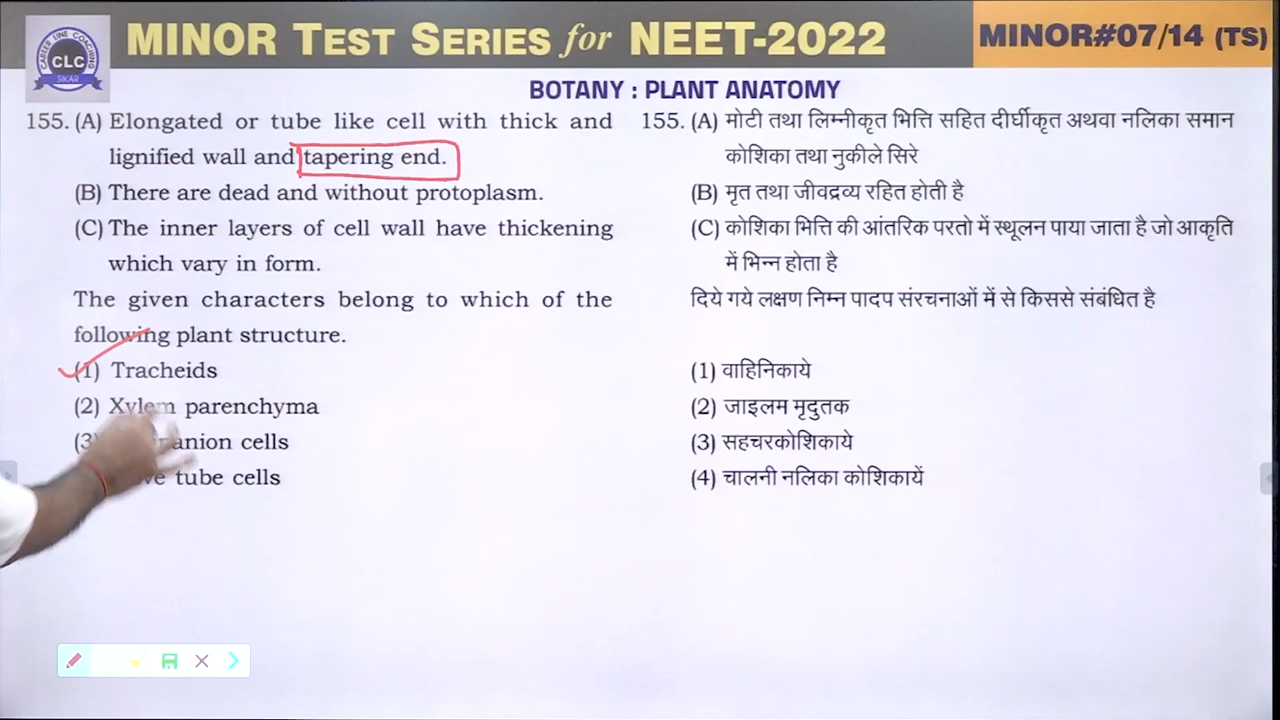 CAREER LINE COACHING
CLC
SIKAR
MINOR TEST SERIES for NEET-2022
MINOR#07/14 (TS)
BOTANY : PLANT ANATOMY
155. (A) Elongated or tube like cell with thick and
lignified wall and tapering end.
(B) There are dead and without protoplasm.
(C) The inner layers of cell wall have thickening
which vary in form.
The given characters belong to which of the
following plant structure.
(1) Tracheids
(2) Xylem parenchyma
(3) anion cells
tube cells
155. (A) मोटी तथा लिग्नीकृत भित्ति सहित दीर्घीकृत अथवा नलिका समान
कोशिका तथा नुकीले सिरे
(B) मृत तथा जीवद्रव्य रहित होती है
(C) कोशिका भित्ति की आंतरिक परतो में स्थूलन पाया जाता है जो आकृति
में भिन्न होता है
दिये गये लक्षण निम्न पादप संरचनाओं में से किससे संबंधित है
(1) वाहिनिकाये
(2) जाइलम मृदुतक
(3) सहचरकोशिकाये
(4) चालनी नलिका कोशिकायें